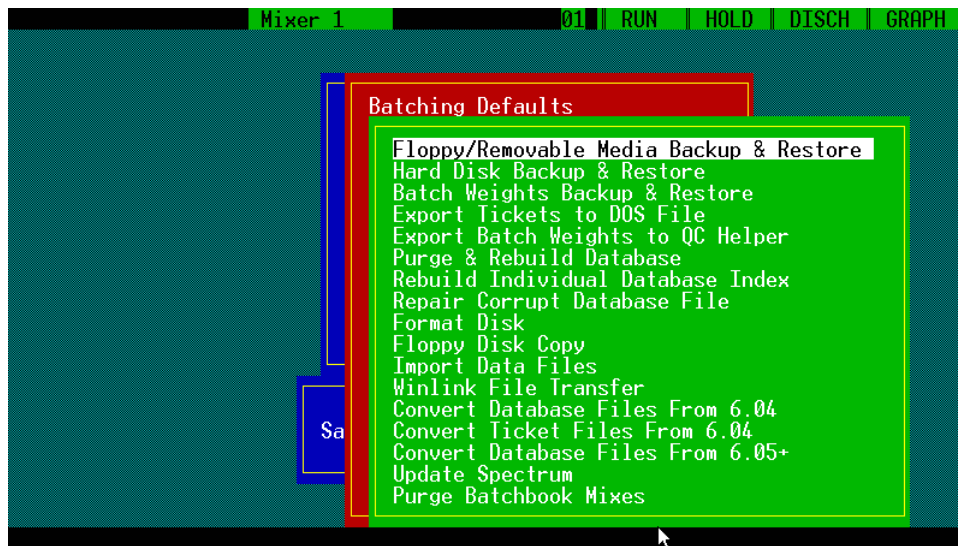 Mixer 1 01 RUN HOLD DISCH GRAPH
Batching Defaults
Floppy/Removable Media Backup & Restore
Hard Disk Backup & Restore
Batch Weights Backup & Restore
Export Tickets to DOS File
Export Batch Weights to QC Helper
Purge & Rebuild Database
Rebuild Individual Database Index
Repair Corrupt Database File
Format Disk
Floppy Disk Copy
Import Data Files
Winlink File Transfer
Convert Database Files From 6.04
Sa Convert Ticket Files From 6.04
Convert Database Files From 6.05+
Update Spectrum
Purge Batchbook Mixes